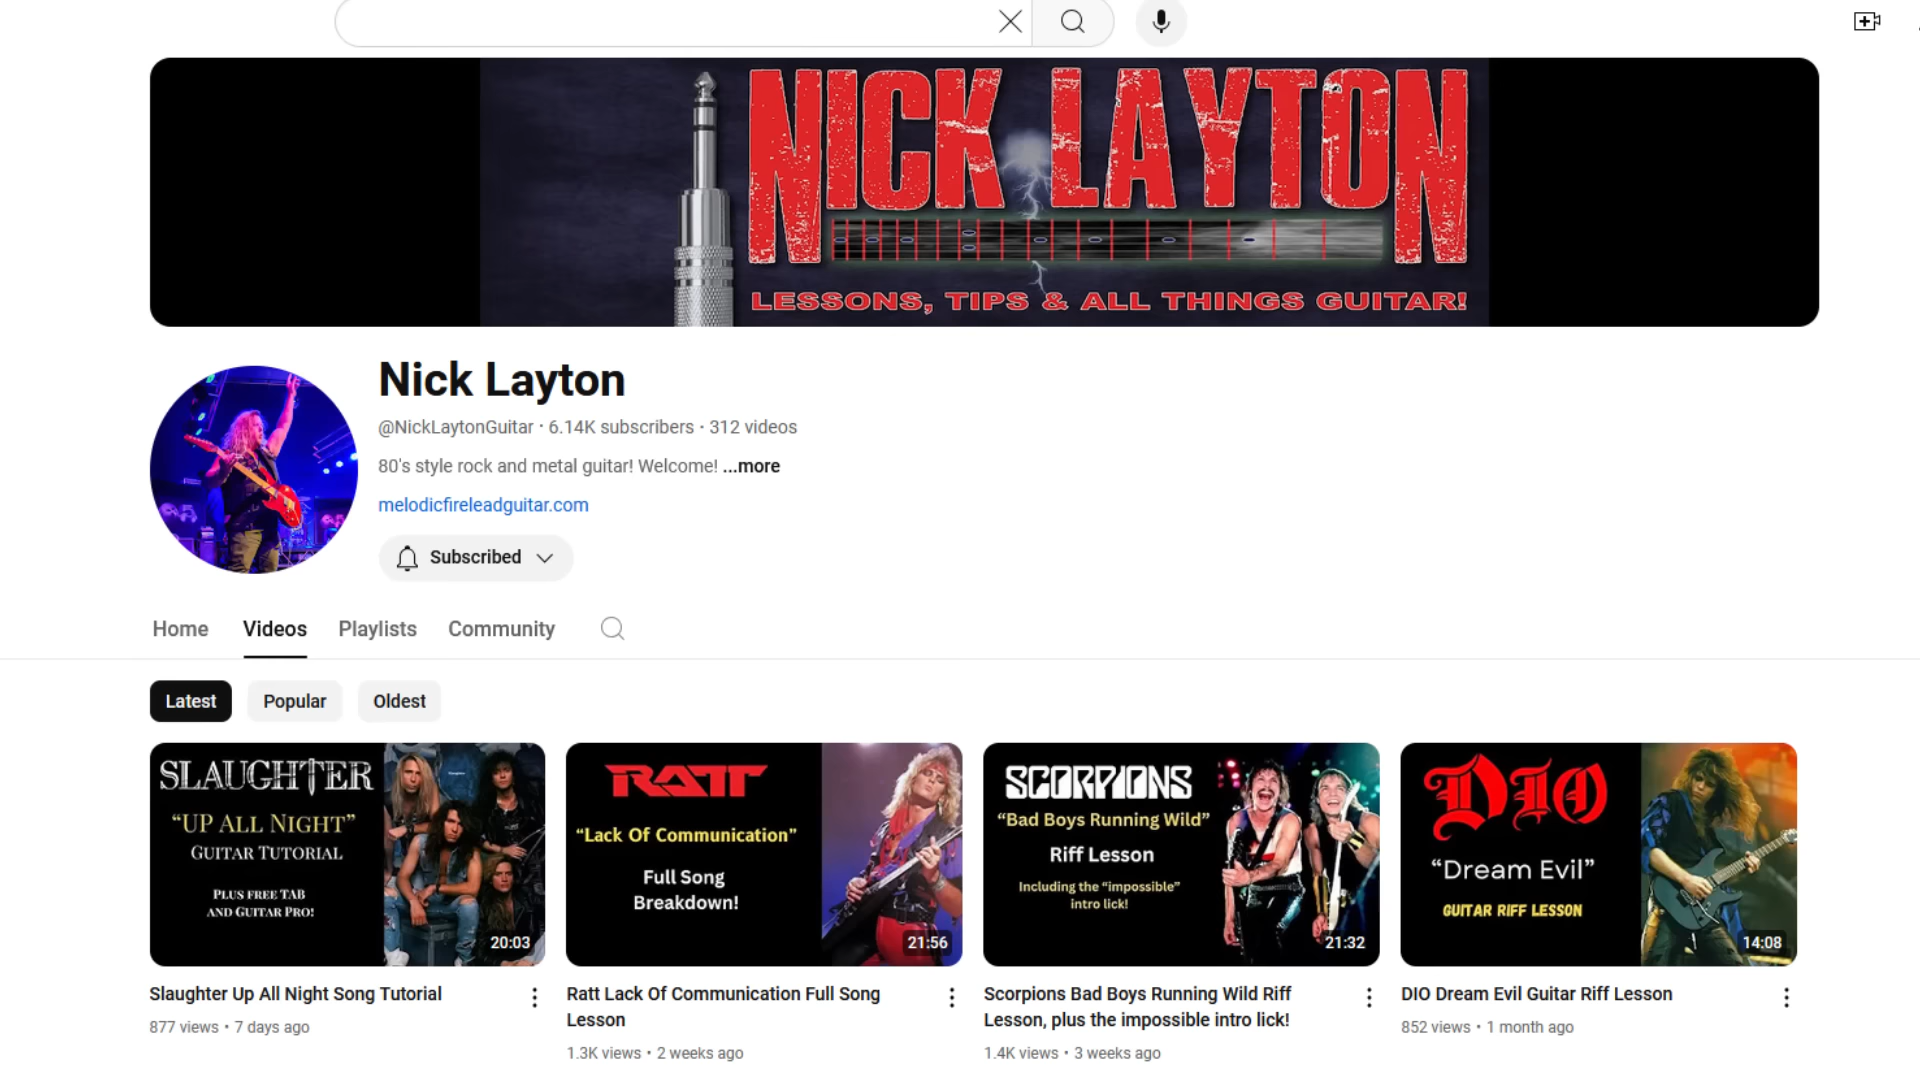 NICK LAYTON
LESSONS, TIPS & ALL THINGS GUITAR!
Nick Layton
@NickLaytonGuitar · 6.14K subscribers · 312 videos
80's style rock and metal guitar! Welcome! ...more
melodicfireleadguitar.com
Subscribed
Home Videos Playlists Community
Latest Popular Oldest
SLAUGHTER
“UP ALL NIGHT”
GUITAR TUTORIAL
PLUS FREE TAB
AND GUITAR PRO!
20:03
Slaughter Up All Night Song Tutorial
877 views • 7 days ago
RATT
“Lack Of Communication”
Full Song
Breakdown!
21:56
Ratt Lack Of Communication Full Song
Lesson
1.3K views • 2 weeks ago
SCORPIONS
“Bad Boys Running Wild”
Riff Lesson
Including the “impossible”
intro lick!
21:32
Scorpions Bad Boys Running Wild Riff
Lesson, plus the impossible intro lick!
1.4K views • 3 weeks ago
DIO
“Dream Evil”
GUITAR RIFF LESSON
14:08
DIO Dream Evil Guitar Riff Lesson
852 views • 1 month ago